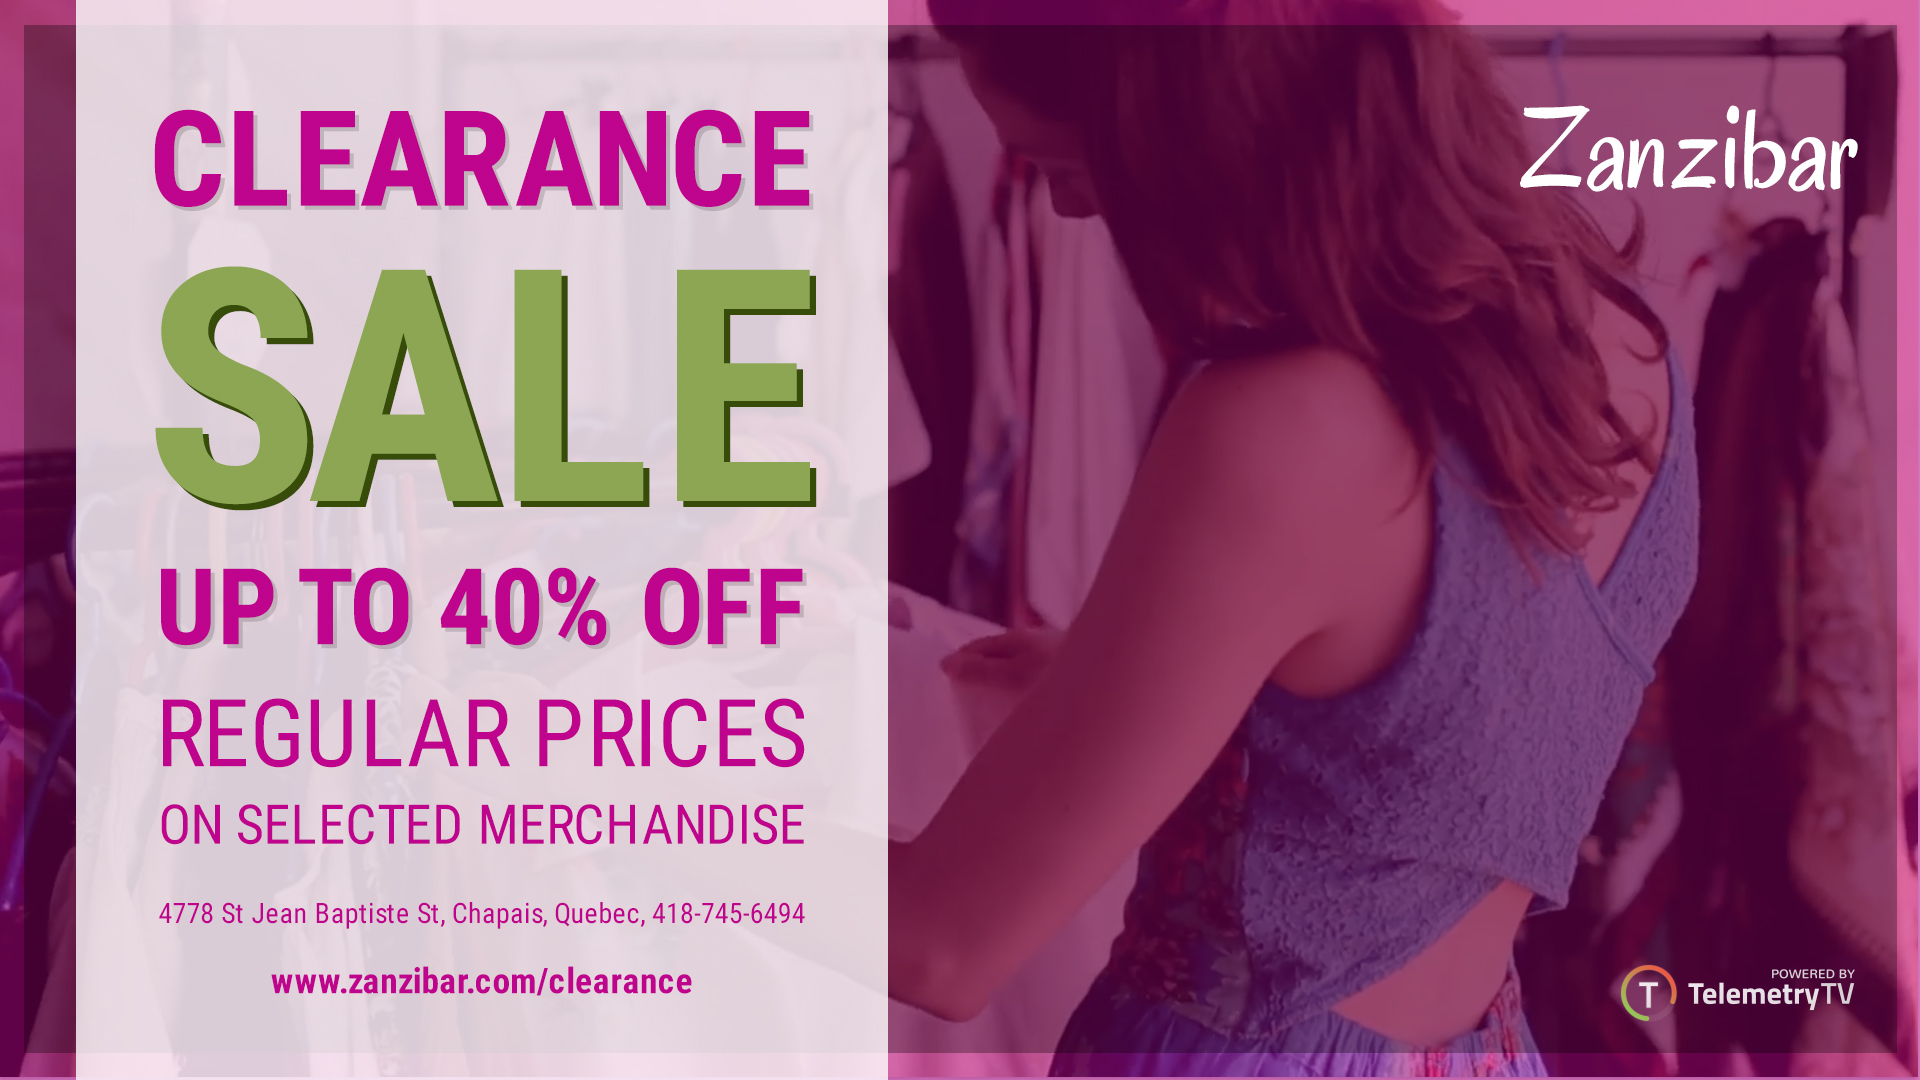 CLEARANCE
SALE
UP TO 40% OFF
REGULAR PRICES
ON SELECTED MERCHANDISE
4778 St Jean Baptiste St, Chapais, Quebec, 418-745-6494
www.zanzibar.com/clearance
Zanzibar
POWERED BY
T TelemetryTV